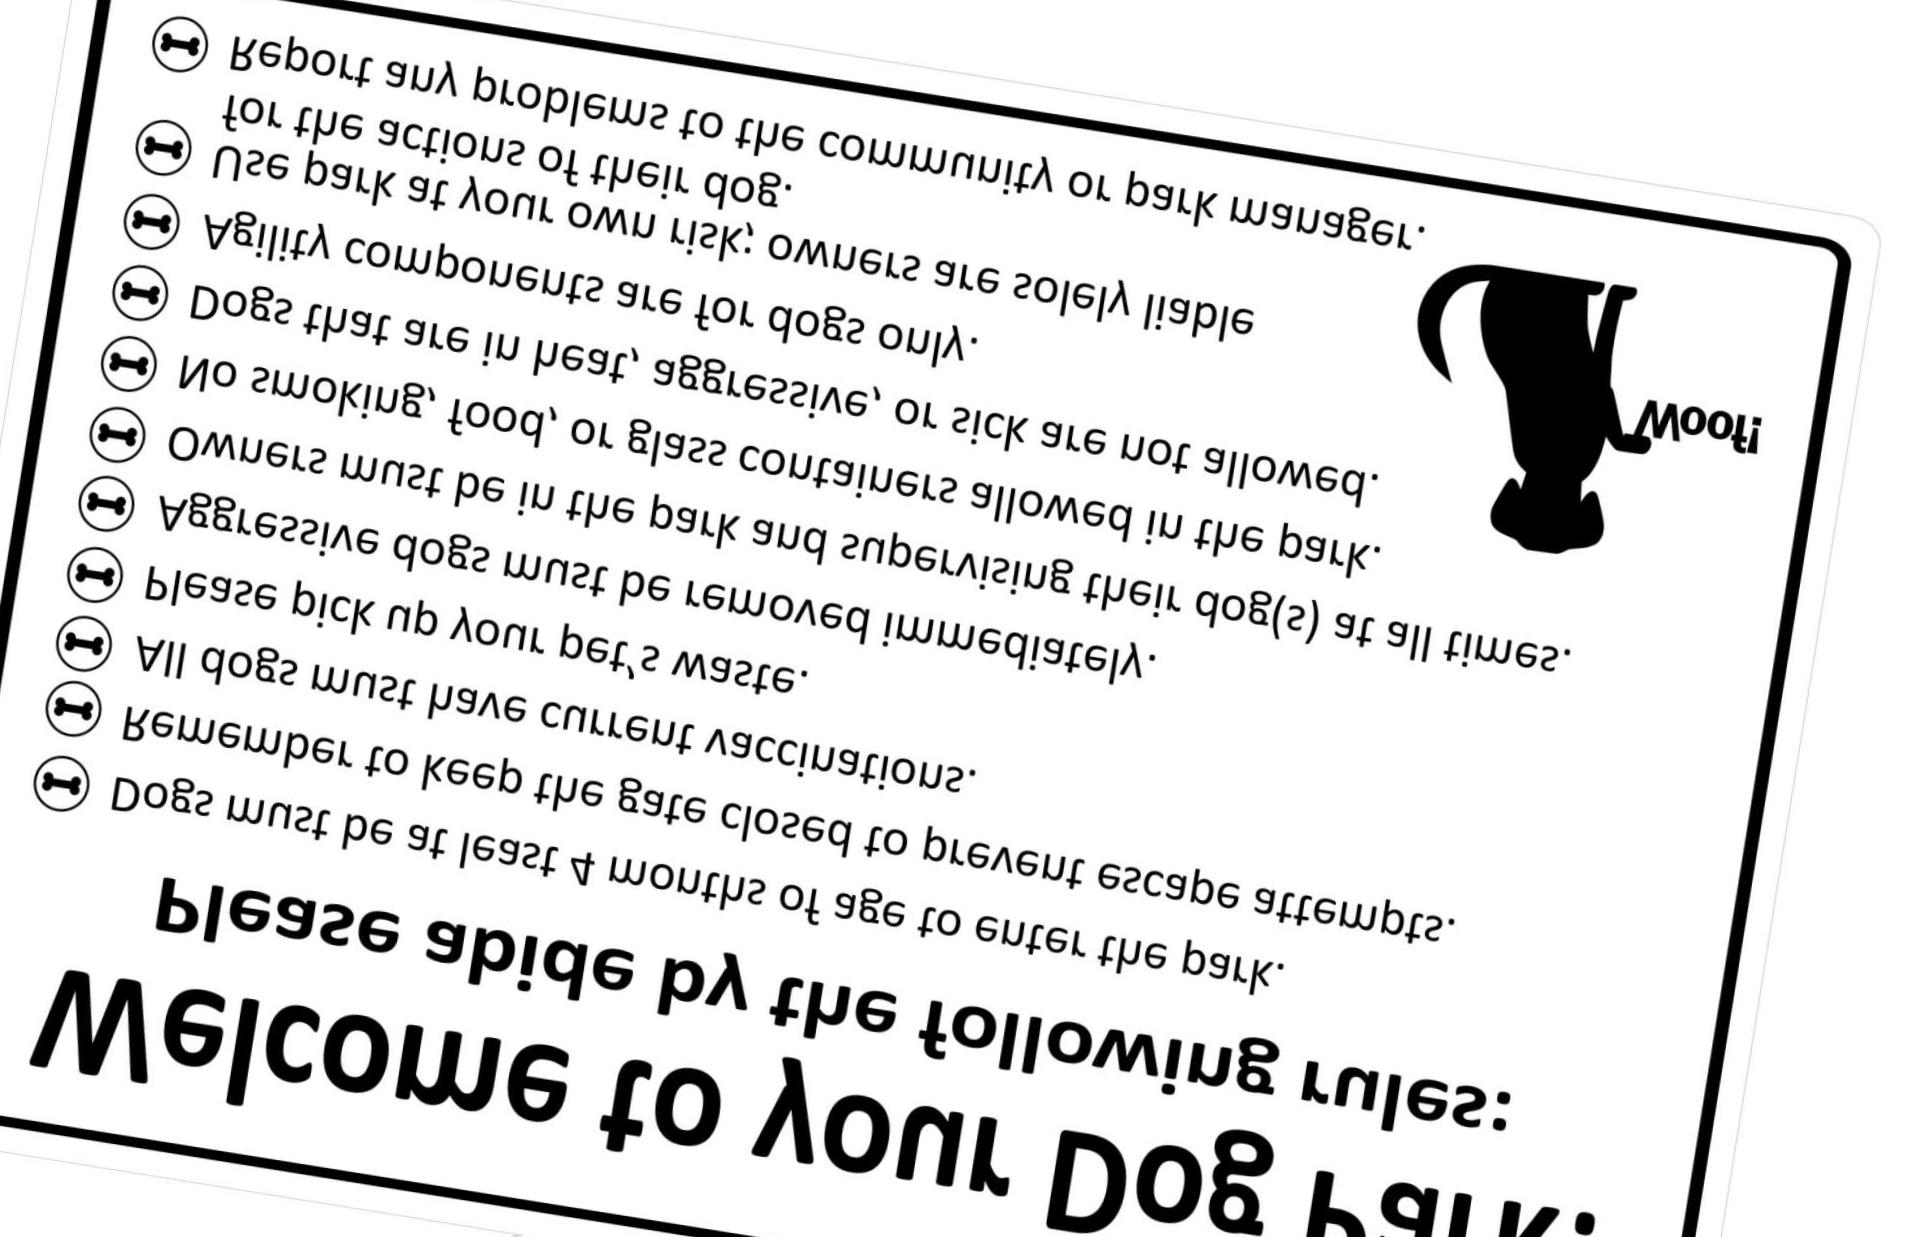 Welcome to your Dog Park.
Please abide by the following rules:
Dogs must be at least 4 months of age to enter the park.
Remember to keep the gate closed to prevent escape attempts.
All dogs must have current vaccinations.
Please pick up your pet's waste.
Aggressive dogs must be removed immediately.
Owners must be in the park and supervising their dog(s) at all times.
No smoking, food, or glass containers allowed in the park.
Dogs that are in heat, aggressive, or sick are not allowed.
Agility components are for dogs only.
Use park at your own risk; owners are solely liable
for the actions of their dog.
Report any problems to the community or park manager.
Woof!